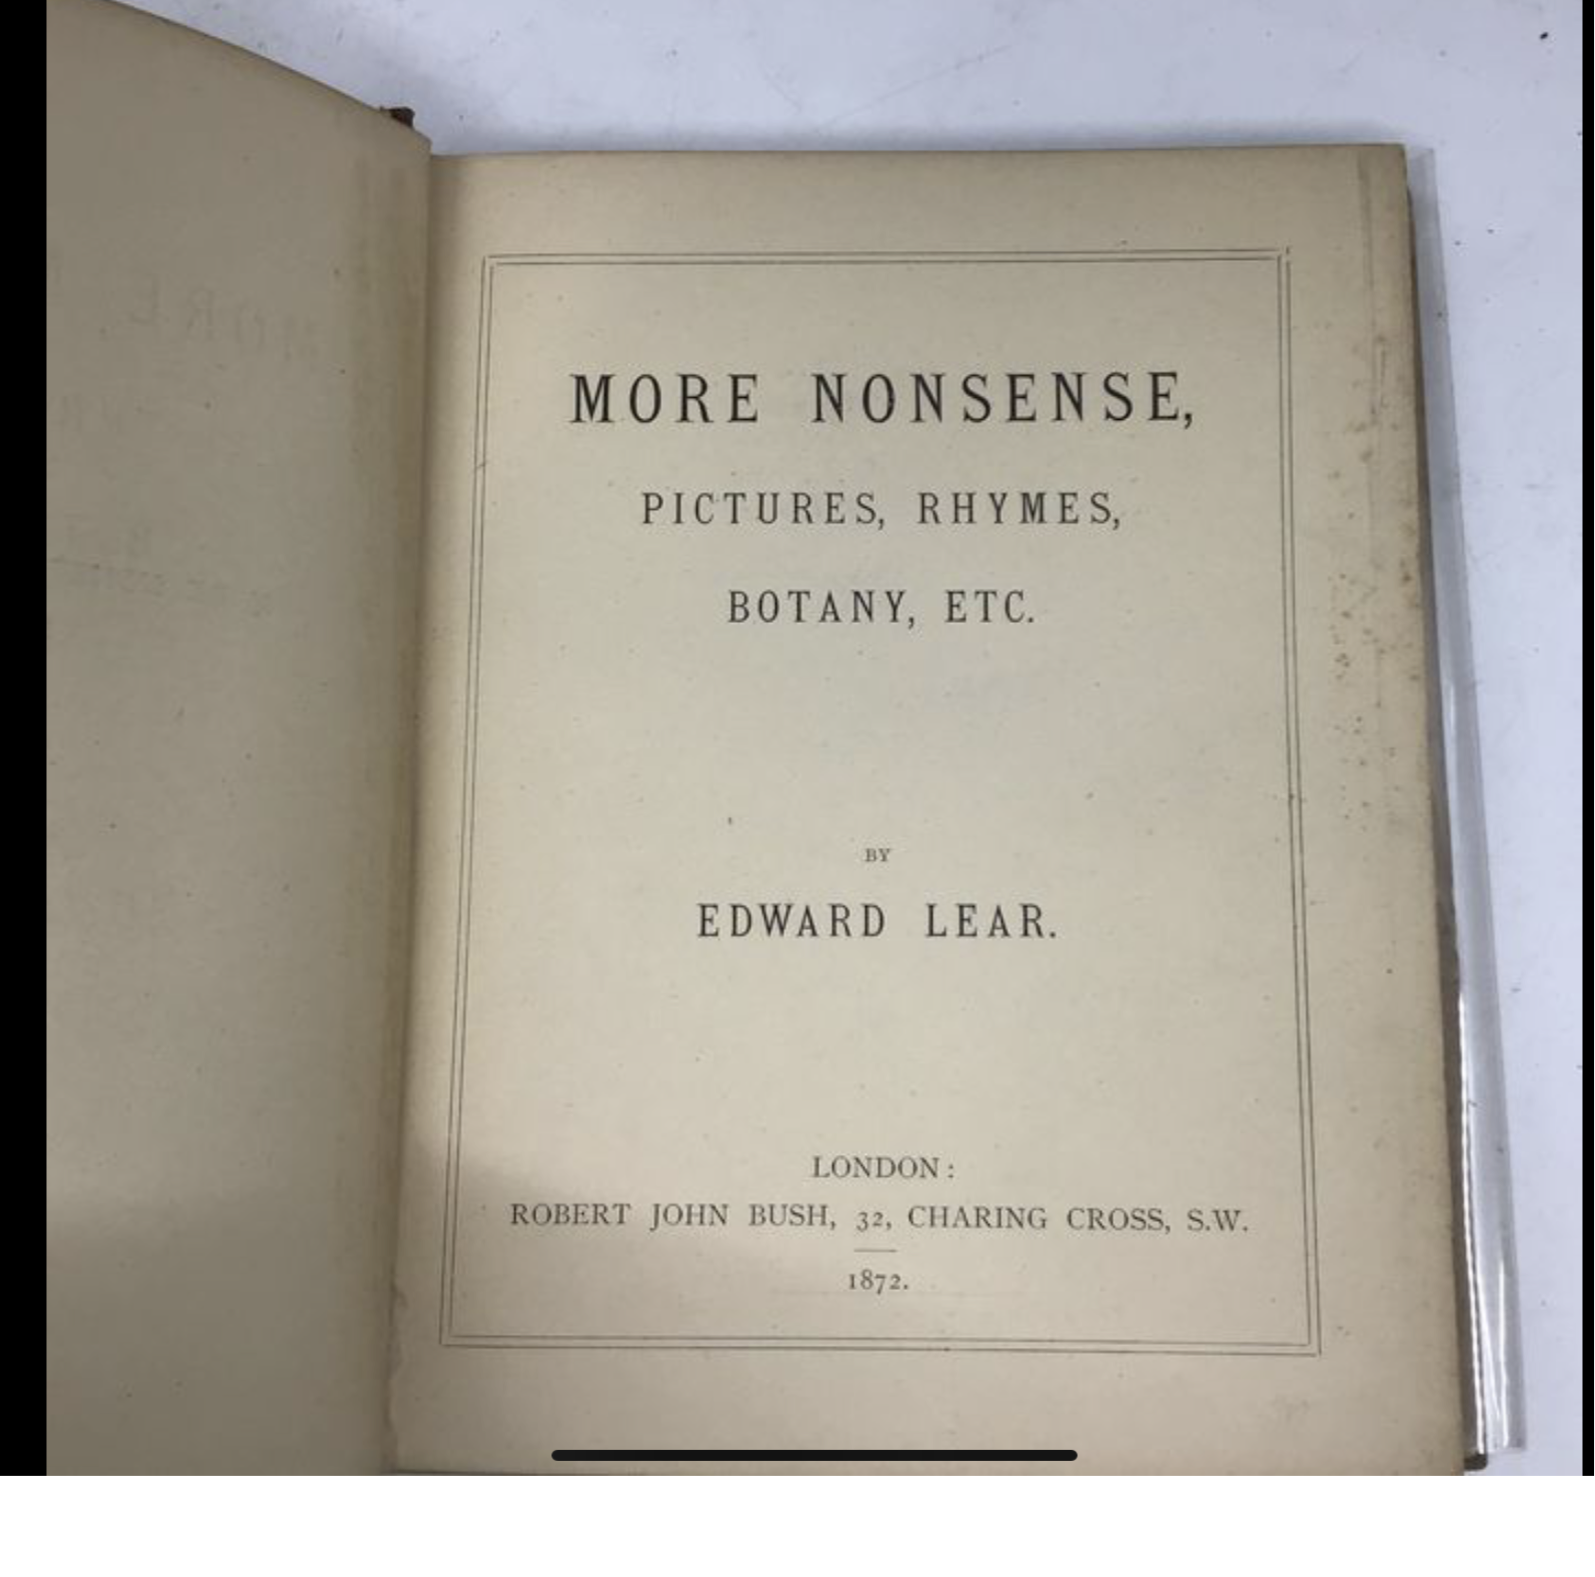 MORE NONSENSE,
PICTURES, RHYMES,
BOTANY, ETC.
BY
EDWARD LEAR.
LONDON:
ROBERT JOHN BUSH, 32, CHARING CROSS, S.W.
1872.